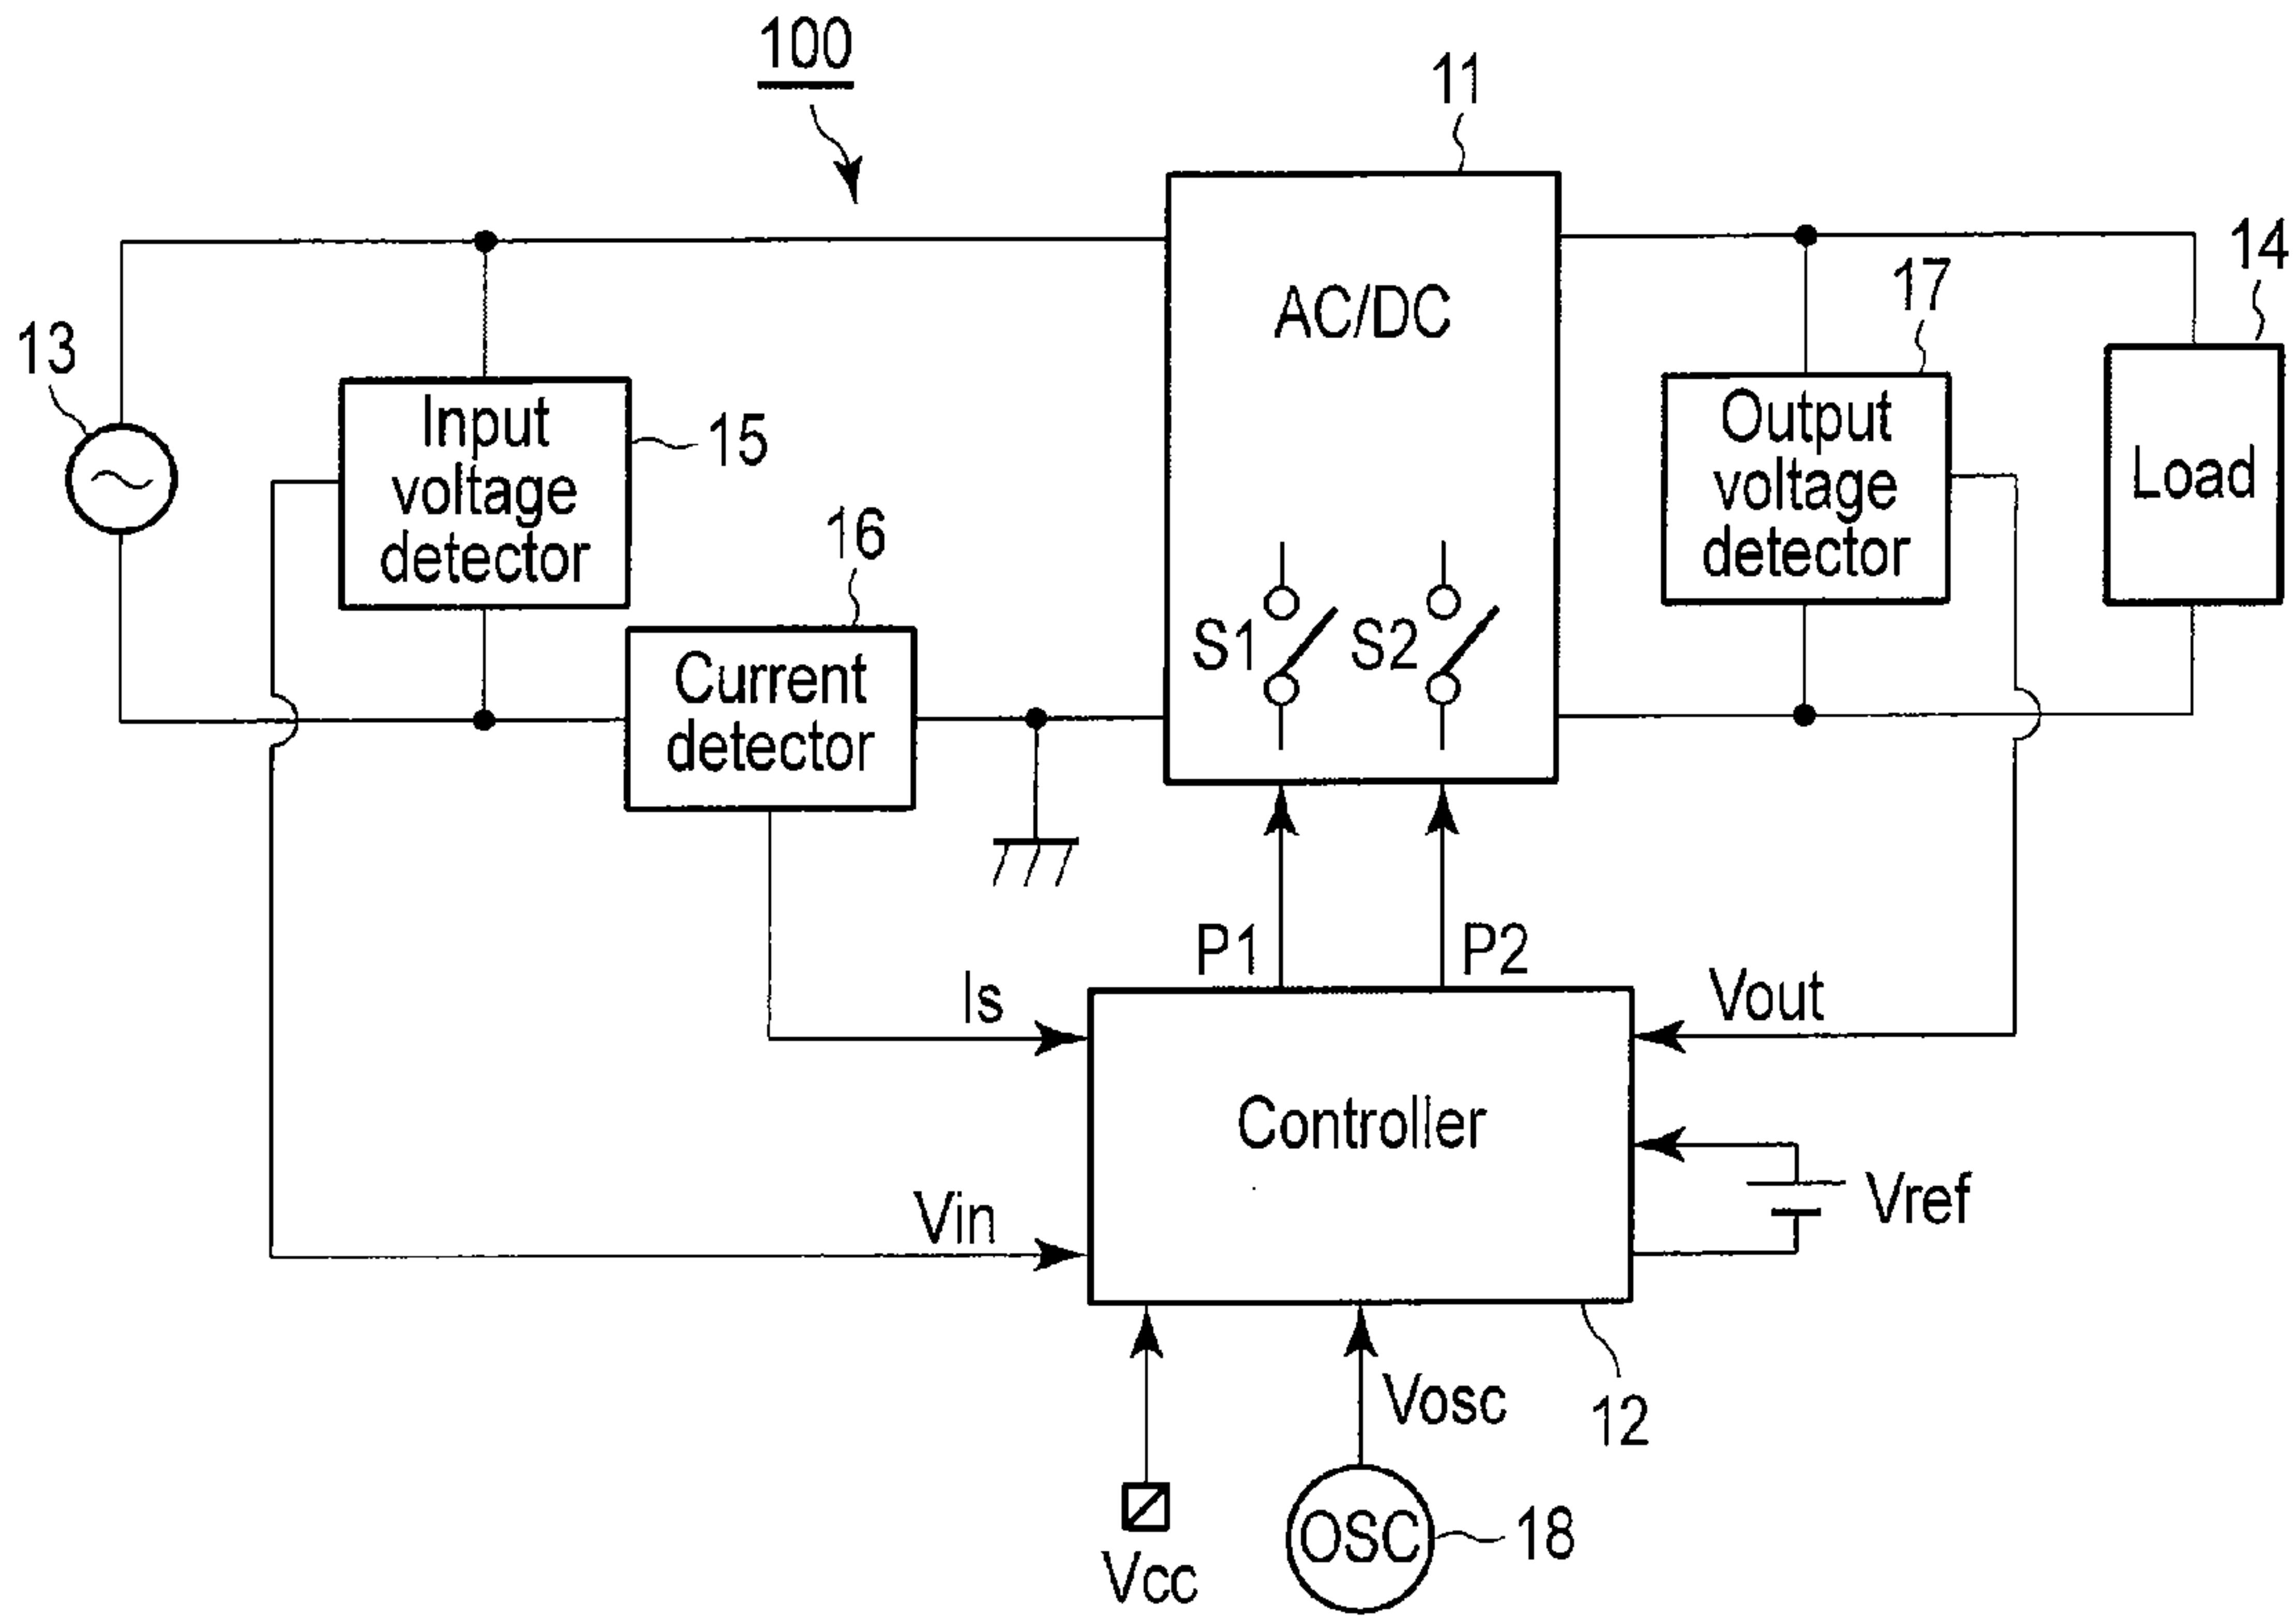 100
11
14
17
13
AC/DC
Input
voltage
detector
15
Output
voltage
detector
Load
16
S1
S2
Current
detector
P1
P2
Is
Vout
Controller
Vin
Vref
Vosc
12
OSC
18
Vcc